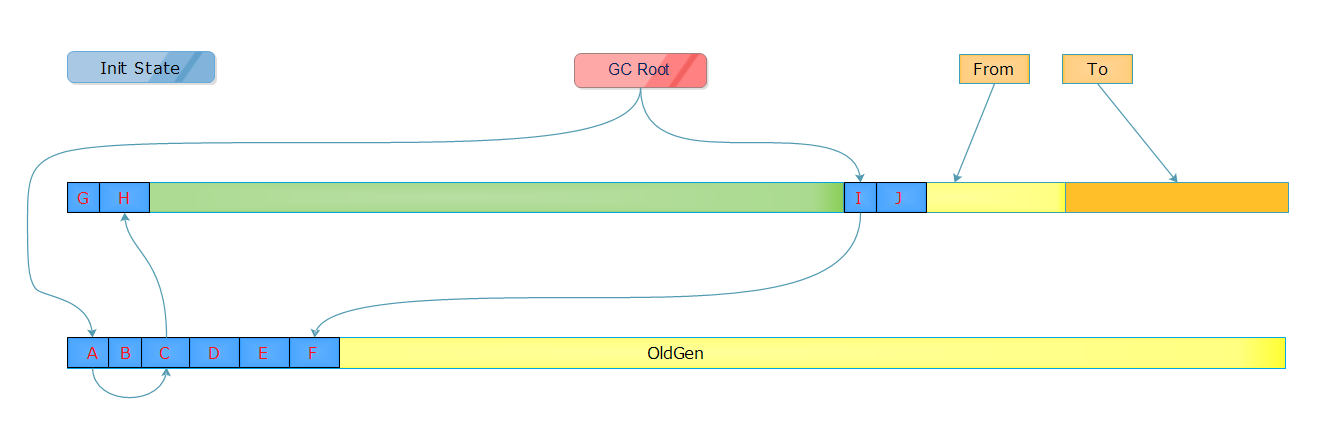 Init State
GC Root
From
To
G H I J
A B C D E F OldGen